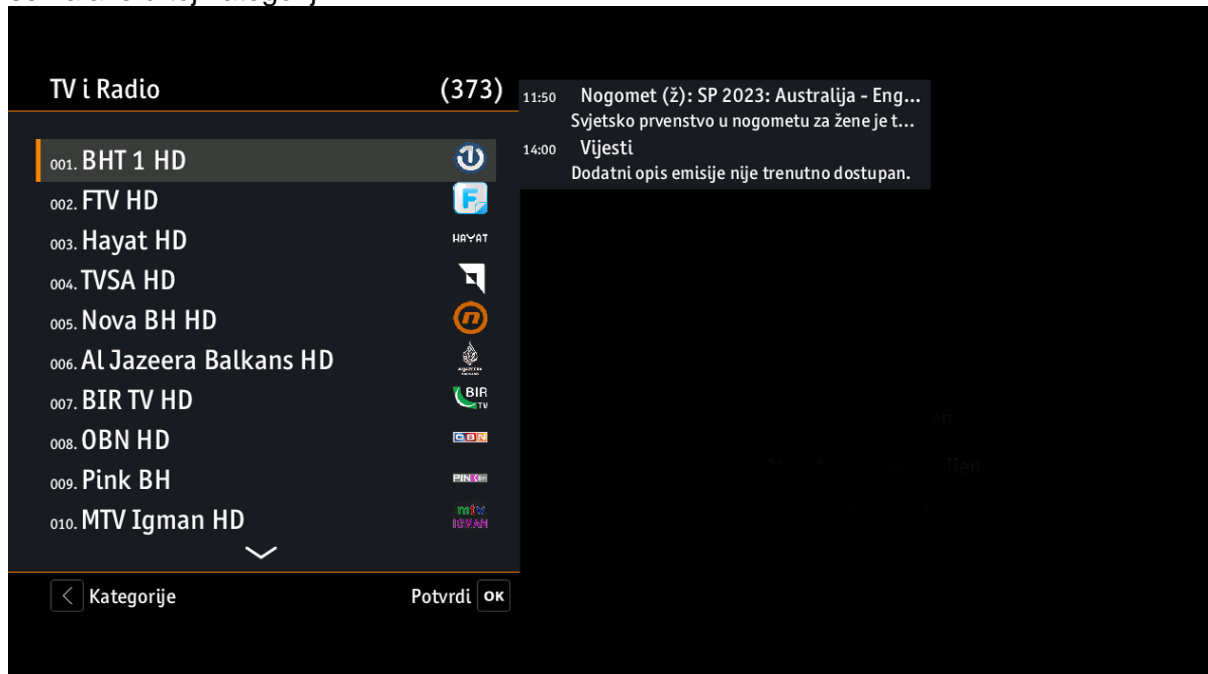 TV i Radio (373)
001. BHT 1 HD
002. FTV HD
003. Hayat HD
HAYAT
004. TVSA HD
005. Nova BH HD
006. Al Jazeera Balkans HD
007. BIR TV HD
BIR
TV
008. OBN HD
OBN
009. Pink BH
PINK BH
010. MTV Igman HD
mtv
IGMAN
Kategorije
Potvrdi OK
11:50 Nogomet (ž): SP 2023: Australija - Eng...
Svjetsko prvenstvo u nogometu za žene je t...
14:00 Vijesti
Dodatni opis emisije nije trenutno dostupan.